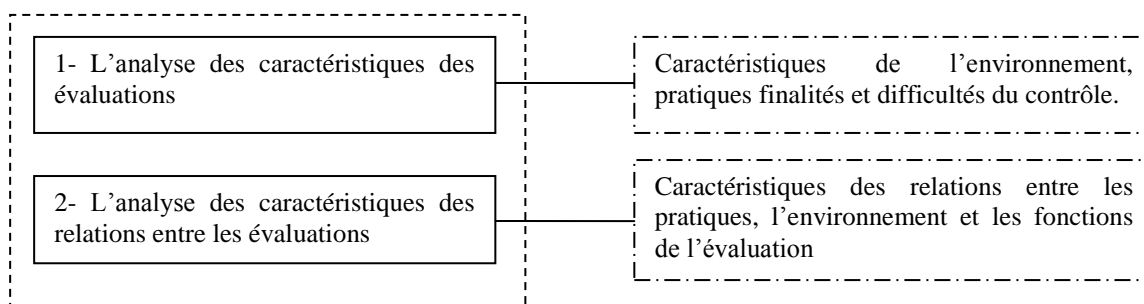 1- L’analyse des caractéristiques des
évaluations
Caractéristiques de l’environnement,
pratiques finalités et difficultés du contrôle.
2- L’analyse des caractéristiques des
relations entre les évaluations
Caractéristiques des relations entre les
pratiques, l’environnement et les fonctions
de l’évaluation